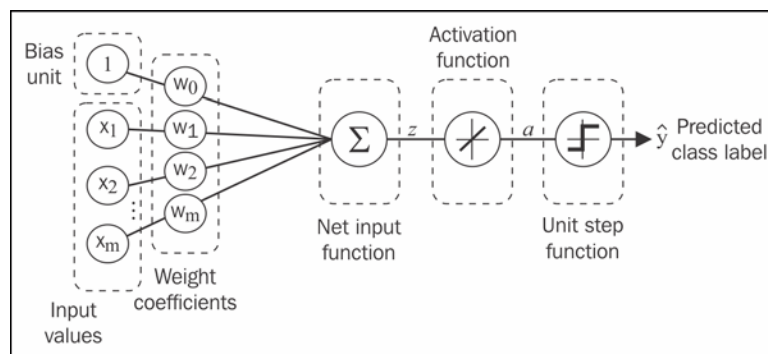 Bias
unit
1
x1
x2
⋮
xm
Input
values
w0
w1
w2
wm
Weight
coefficients
Σ
Net input
function
z
Activation
function
a
Unit step
function
ŷ Predicted
class label